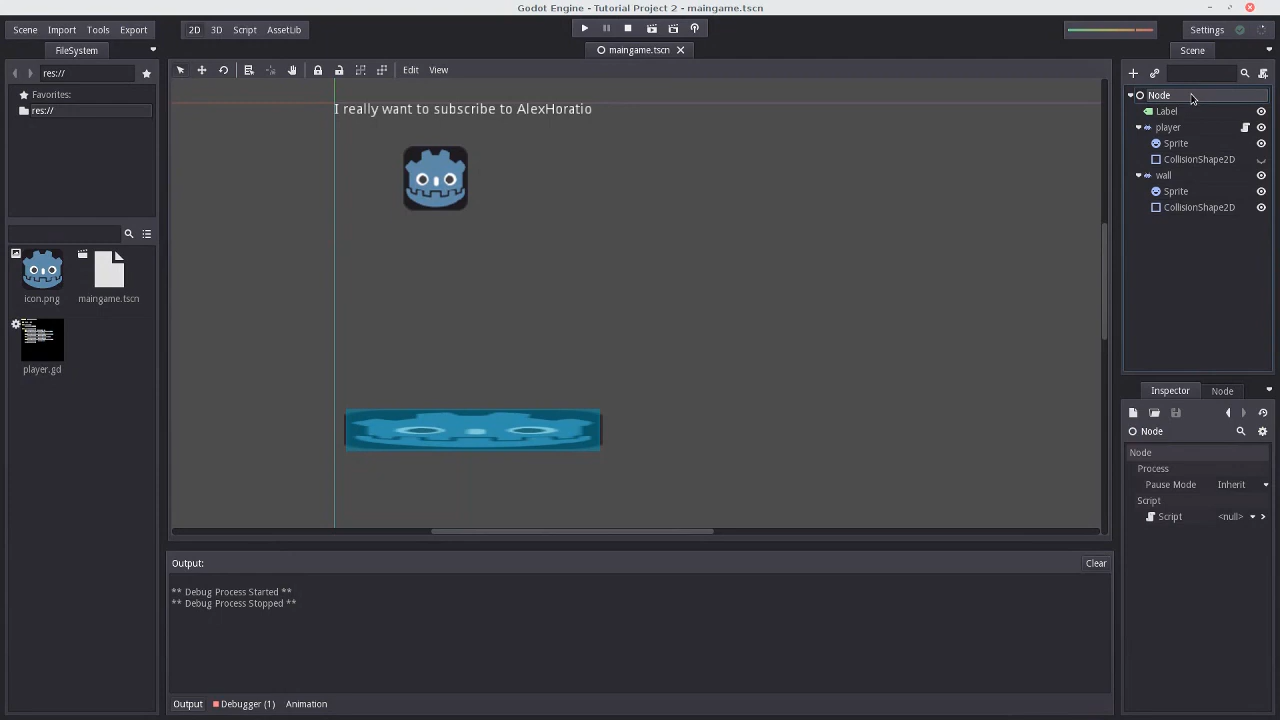 Godot Engine - Tutorial Project 2 - maingame.tscn
Scene Import Tools Export
2D 3D Script AssetLib
Settings
FileSystem
maingame.tscn
Scene
res://
Edit View
Favorites:
res://
I really want to subscribe to AlexHoratio
Node
Label
player
Sprite
CollisionShape2D
wall
Sprite
CollisionShape2D
icon.png
maingame.tscn
player.gd
Inspector Node
Node
Node
Process
Pause Mode Inherit
Script
Script <null>
Output:
Clear
** Debug Process Started **
** Debug Process Stopped **
Output Debugger (1) Animation